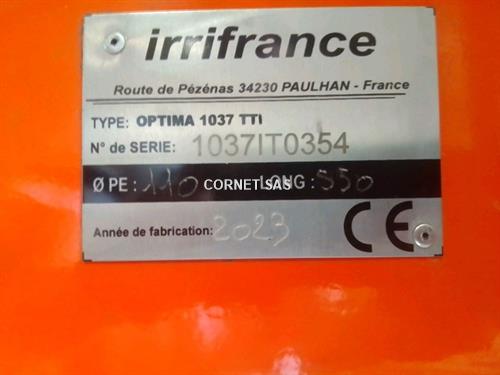 irrifrance
Route de Pézénas 34230 PAULHAN - France
TYPE: OPTIMA 1037 TTI
N° de SERIE: 1037IT0354
Ø PE : 110 LONG : 550
CORNET SAS
Année de fabrication: 2023
CE